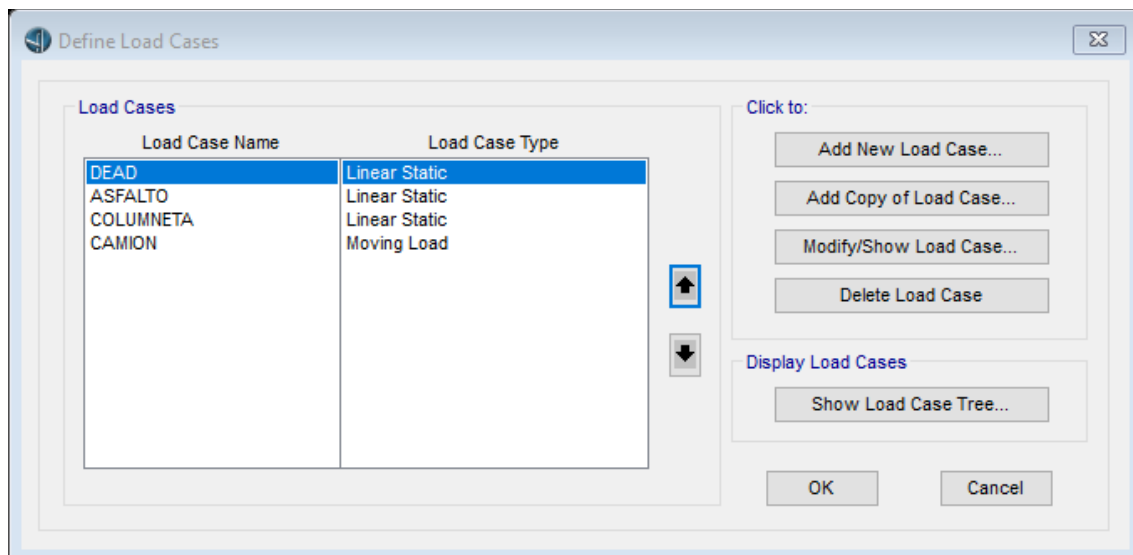 Define Load Cases
Load Cases
Load Case Name Load Case Type
DEAD Linear Static
ASFALTO Linear Static
COLUMNETA Linear Static
CAMION Moving Load
Click to:
Add New Load Case...
Add Copy of Load Case...
Modify/Show Load Case...
Delete Load Case
Display Load Cases
Show Load Case Tree...
OK Cancel